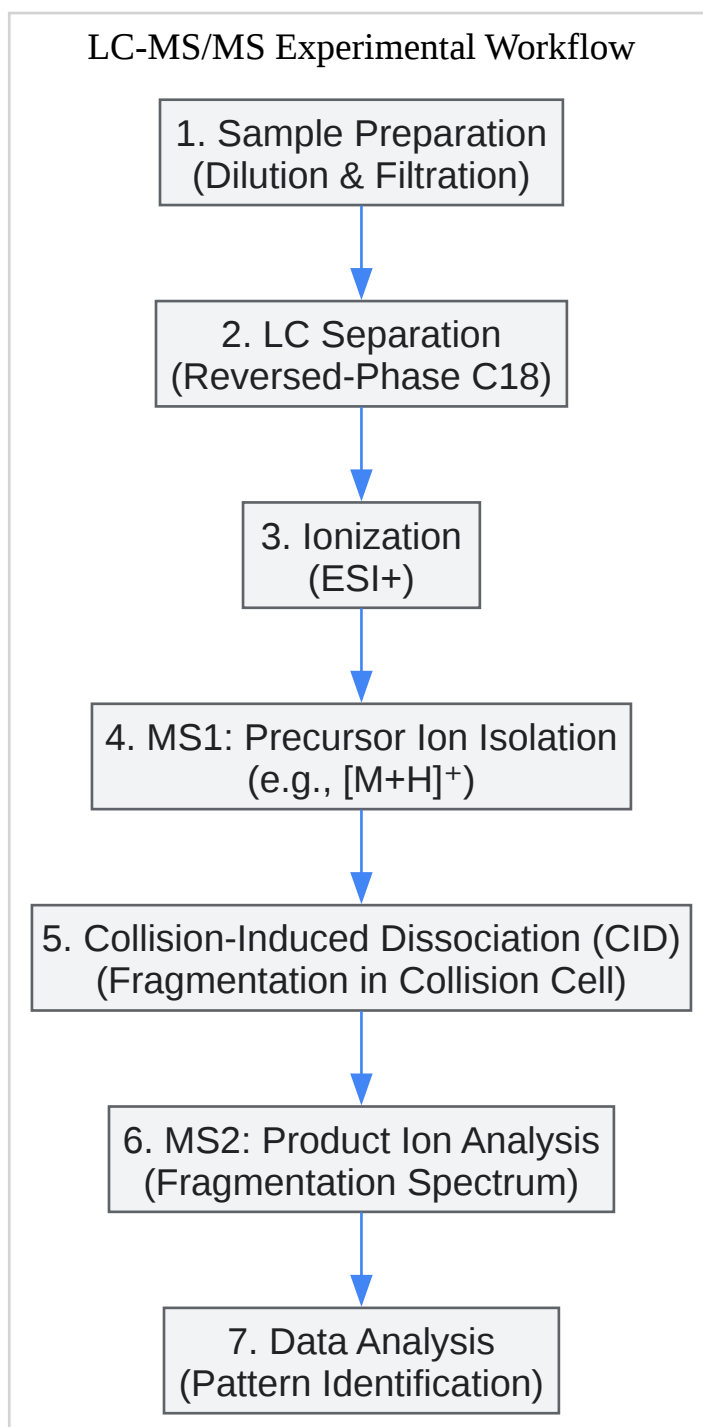 LC-MS/MS Experimental Workflow
1. Sample Preparation
(Dilution & Filtration)
2. LC Separation
(Reversed-Phase C18)
3. Ionization
(ESI+)
4. MS1: Precursor Ion Isolation
(e.g., [M+H]⁺)
5. Collision-Induced Dissociation (CID)
(Fragmentation in Collision Cell)
6. MS2: Product Ion Analysis
(Fragmentation Spectrum)
7. Data Analysis
(Pattern Identification)